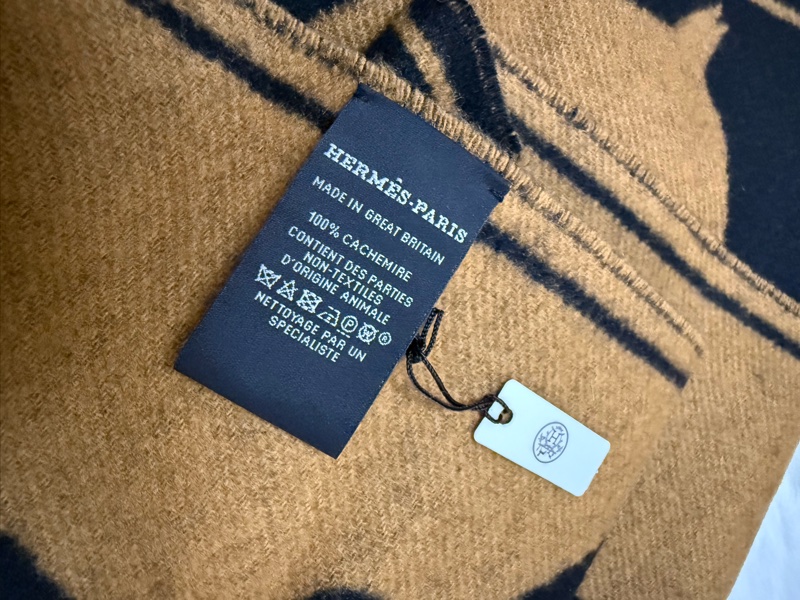 HERMÈS-PARIS
MADE IN GREAT BRITAIN
100% CACHEMIRE
CONTIENT DES PARTIES
NON-TEXTILES
D'ORIGINE ANIMALE
P W ®
NETTOYAGE PAR UN
SPECIALISTE
H